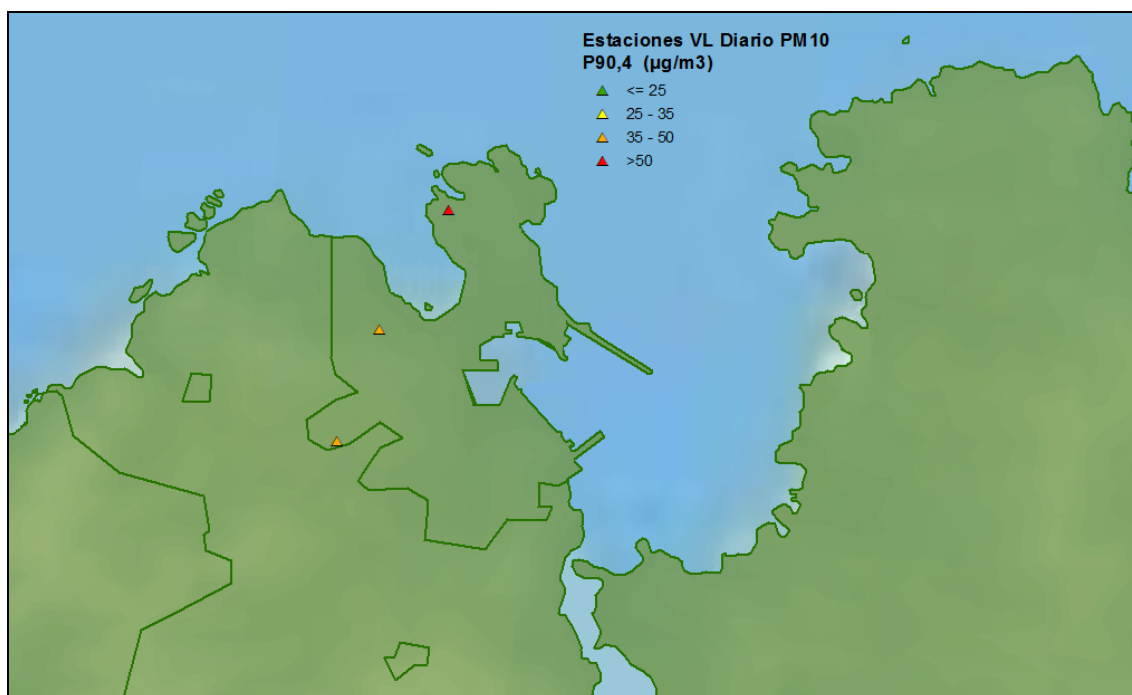 Estaciones VL Diario PM10
P90,4 (µg/m3)
<= 25
25 - 35
35 - 50
>50